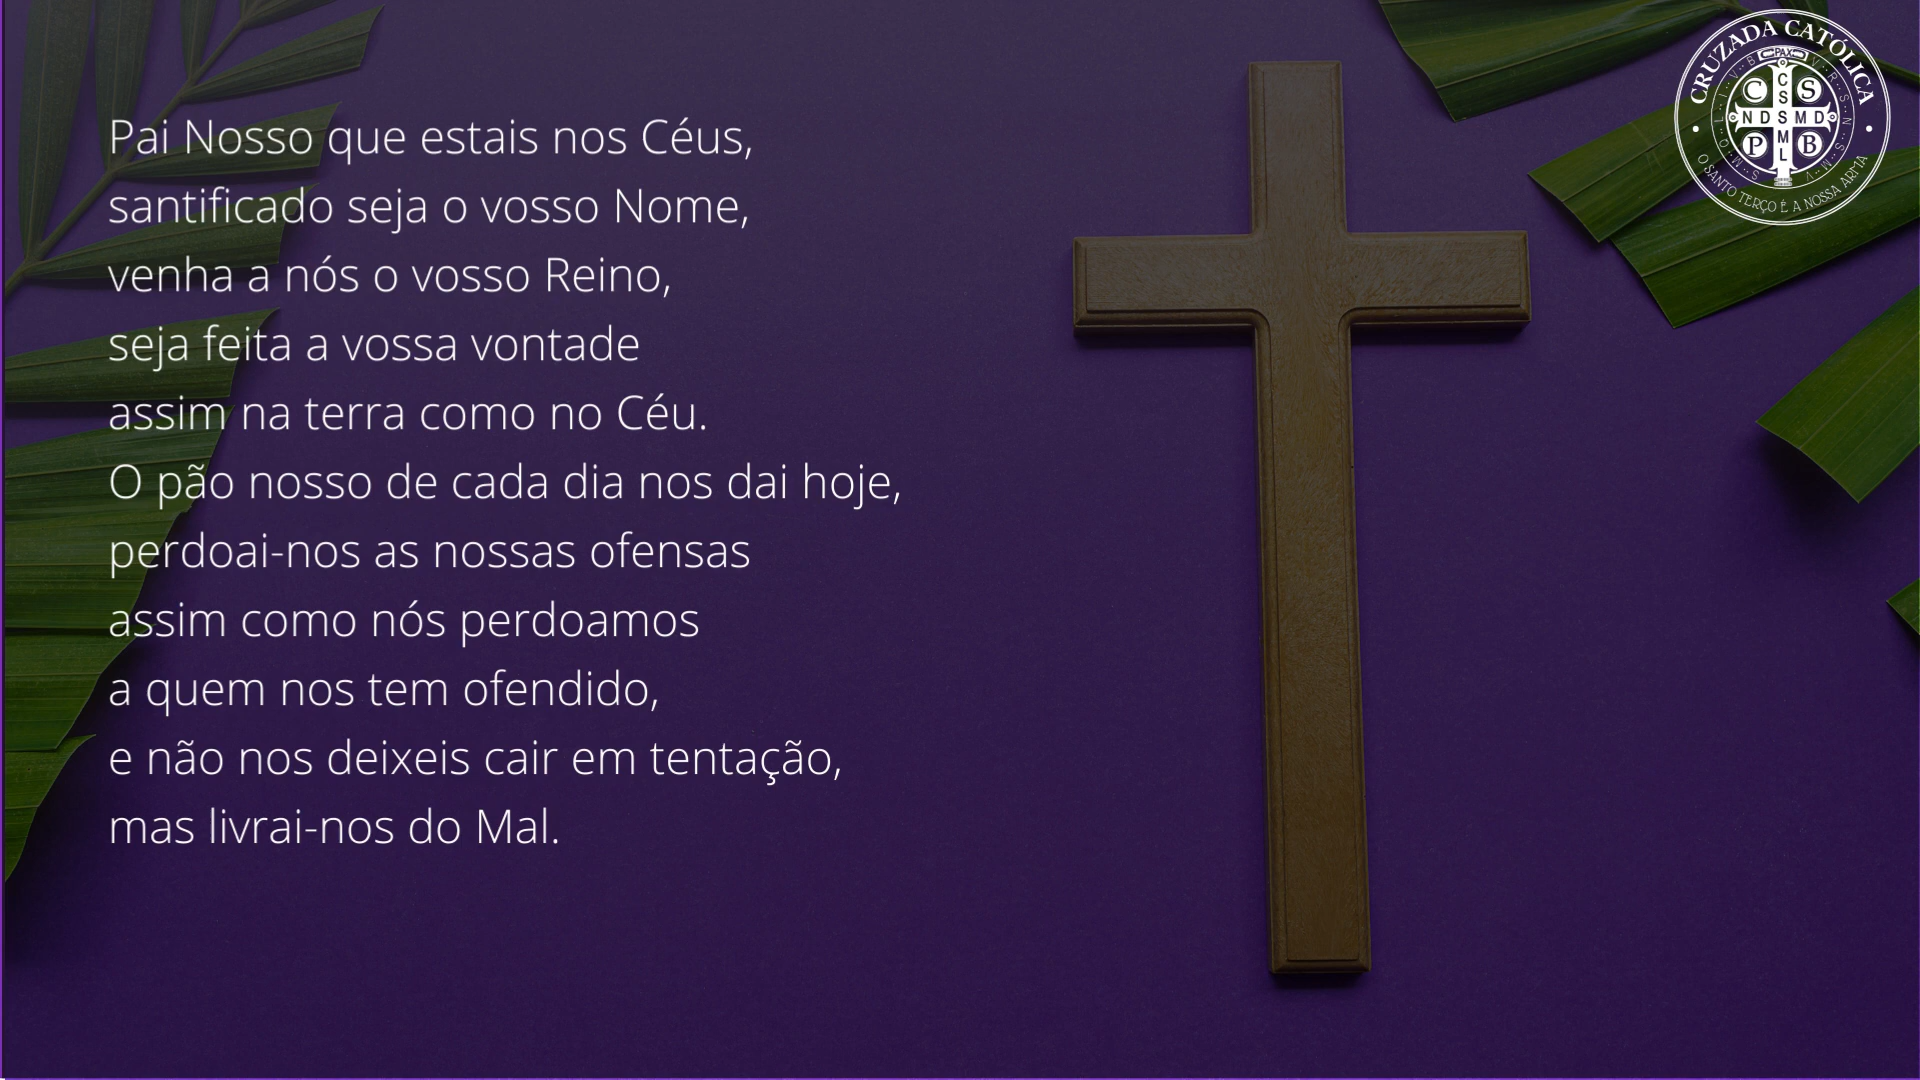 Pai Nosso que estais nos Céus,
santificado seja o vosso Nome,
venha a nós o vosso Reino,
seja feita a vossa vontade
assim na terra como no Céu.
O pão nosso de cada dia nos dai hoje,
perdoai-nos as nossas ofensas
assim como nós perdoamos
a quem nos tem ofendido,
e não nos deixeis cair em tentação,
mas livrai-nos do Mal.
CRUZADA CATÓLICA
PAX
C S
C S S M L
N D S M D
P B
O SANTO TERÇO É A NOSSA ARMA